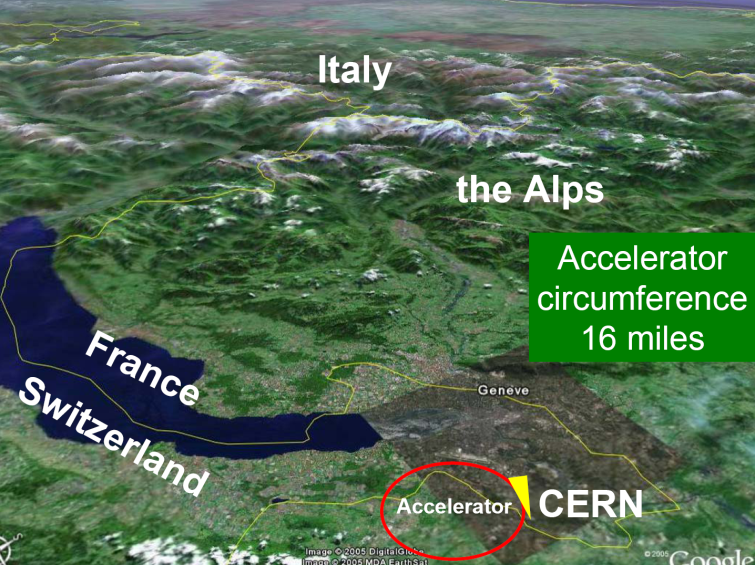 Italy
the Alps
Accelerator
circumference
16 miles
France
Switzerland
Genève
Accelerator
CERN
Image © 2005 DigitalGlobe
Image © 2005 MDA EarthSat
© 2005 Google